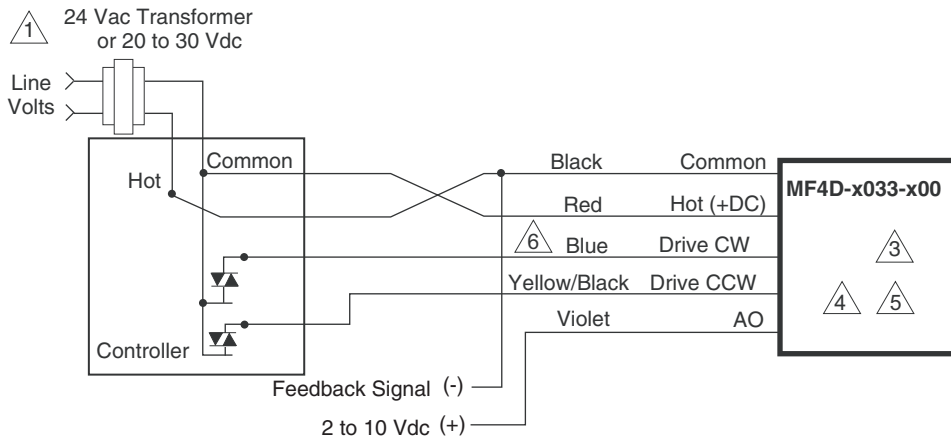 1
24 Vac Transformer
or 20 to 30 Vdc
Line
Volts
Common
Hot
Controller
Black
Common
Red
Hot (+DC)
6
Blue
Drive CW
Yellow/Black
Drive CCW
Violet
AO
MF4D-x033-x00
3
4
5
Feedback Signal (-)
2 to 10 Vdc (+)